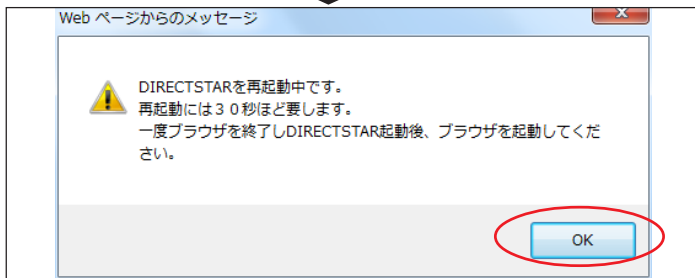 Web ページからのメッセージ
DIRECTSTARを再起動中です。
再起動には３０秒ほど要します。
一度ブラウザを終了しDIRECTSTAR起動後、ブラウザを起動してくだ
さい。
OK